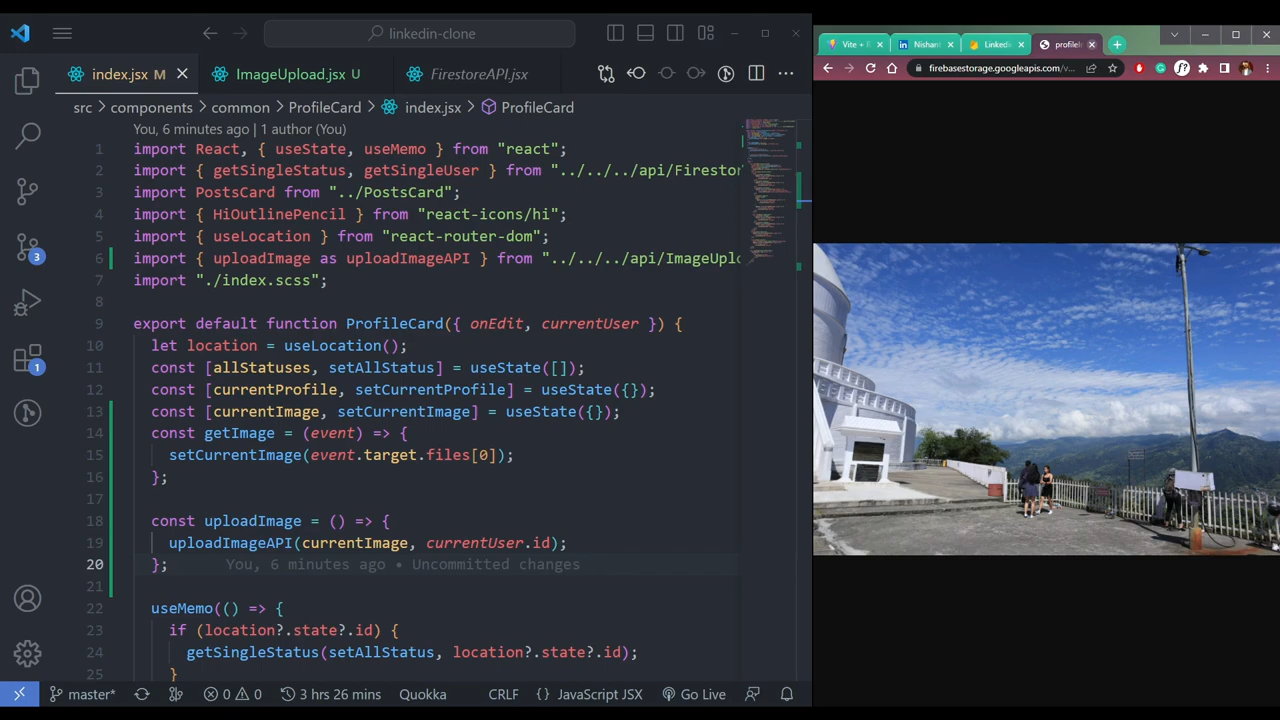 linkedin-clone
index.jsx M
ImageUpload.jsx U
FirestoreAPI.jsx
src > components > common > ProfileCard > index.jsx > ProfileCard
You, 6 minutes ago | 1 author (You)
1 import React, { useState, useMemo } from "react";
2 import { getSingleStatus, getSingleUser } from "../../../api/Firestor
3 import PostsCard from "../PostsCard";
4 import { HiOutlinePencil } from "react-icons/hi";
5 import { useLocation } from "react-router-dom";
6 import { uploadImage as uploadImageAPI } from "../../../api/ImageUplo
7 import "./index.scss";
8
9 export default function ProfileCard({ onEdit, currentUser }) {
10 let location = useLocation();
11 const [allStatuses, setAllStatus] = useState([]);
12 const [currentProfile, setCurrentProfile] = useState({});
13 const [currentImage, setCurrentImage] = useState({});
14 const getImage = (event) => {
15 setCurrentImage(event.target.files[0]);
16 };
17
18 const uploadImage = () => {
19 uploadImageAPI(currentImage, currentUser.id);
20 }; You, 6 minutes ago • Uncommitted changes
21
22 useMemo(() => {
23 if (location?.state?.id) {
24 getSingleStatus(setAllStatus, location?.state?.id);
25 }
3
1
master*
0 0
3 hrs 26 mins
Quokka
CRLF
{} JavaScript JSX
Go Live
Vite + R
Nishant
Linkedin
profileI
firebasestorage.googleapis.com/v...